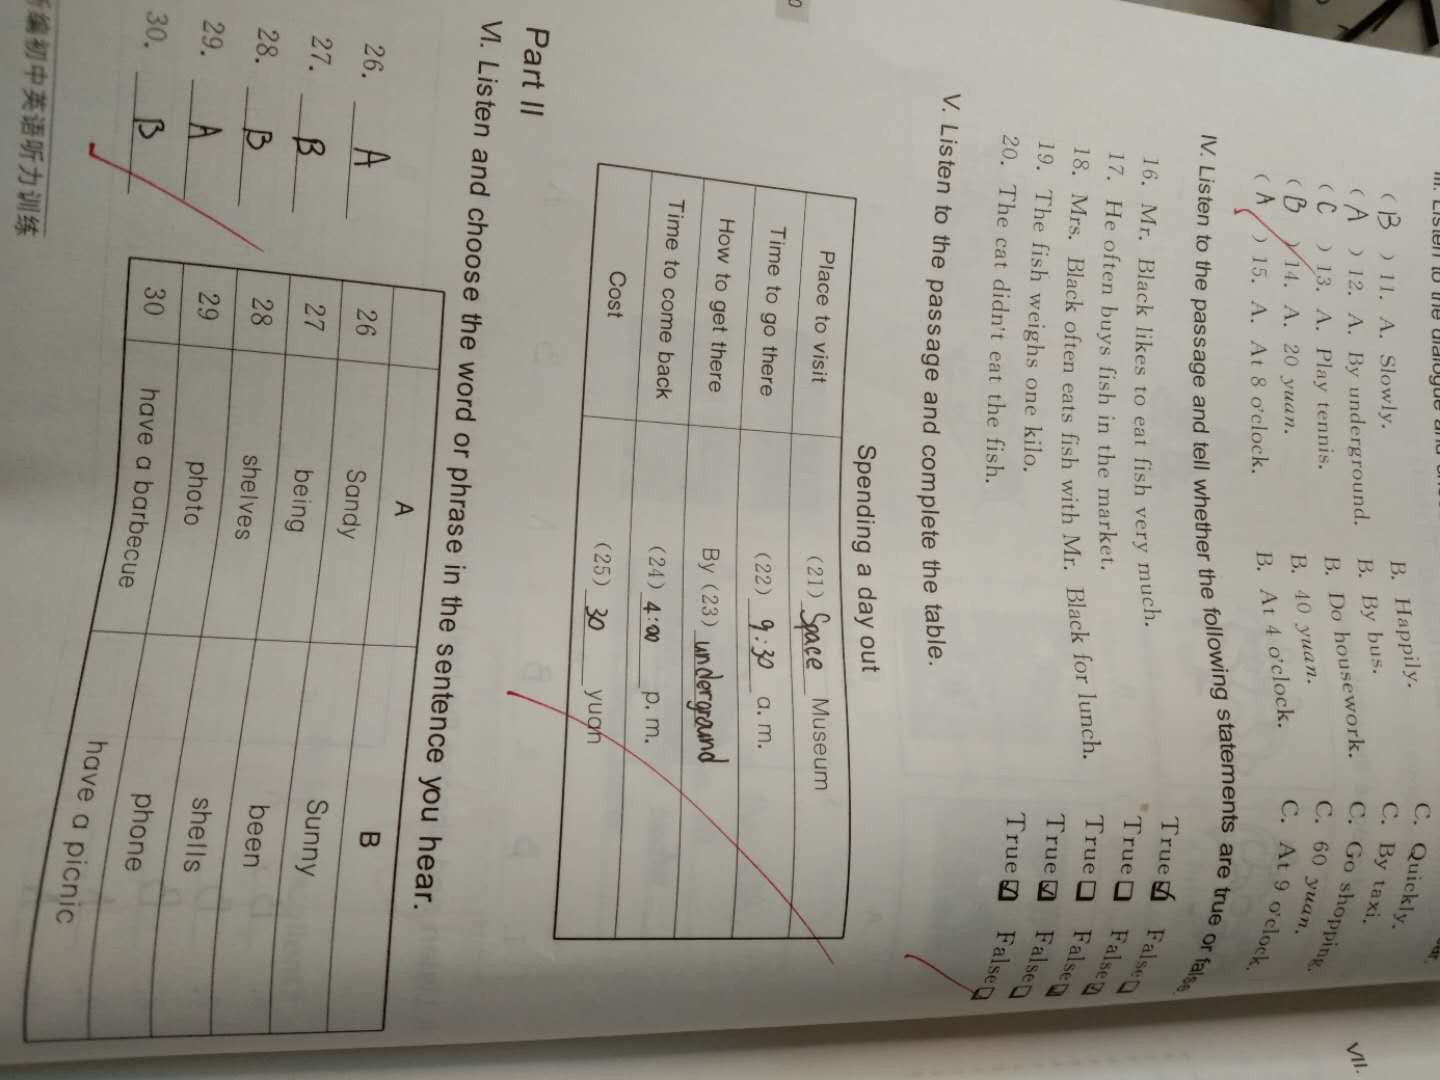 III. Listen to the dialogue and
( B ) 11. A. Slowly. B. Happily. C. Quickly.
( A ) 12. A. By underground. B. By bus. C. By taxi.
( C ) 13. A. Play tennis. B. Do housework. C. Go shopping.
( B ) 14. A. 20 yuan. B. 40 yuan. C. 60 yuan.
( A ) 15. A. At 8 o'clock. B. At 4 o'clock. C. At 9 o'clock.
IV. Listen to the passage and tell whether the following statements are true or false.
16. Mr. Black likes to eat fish very much. True☑ False□
17. He often buys fish in the market. True□ False☑
18. Mrs. Black often eats fish with Mr. Black for lunch. True□ False☑
19. The fish weighs one kilo. True☑ False□
20. The cat didn't eat the fish. True☑ False□
V. Listen to the passage and complete the table.
Spending a day out
Place to visit (21) Space Museum
Time to go there (22) 9:30 a. m.
How to get there By (23) underground
Time to come back (24) 4:00 p. m.
Cost (25) 30 yuan
Part II
VI. Listen and choose the word or phrase in the sentence you hear.
26. A
27. B
28. B
29. A
30. B
A B
26 Sandy Sunny
27 being been
28 shelves shells
29 photo phone
30 have a barbecue have a picnic
编初中英语听力训练
VII.